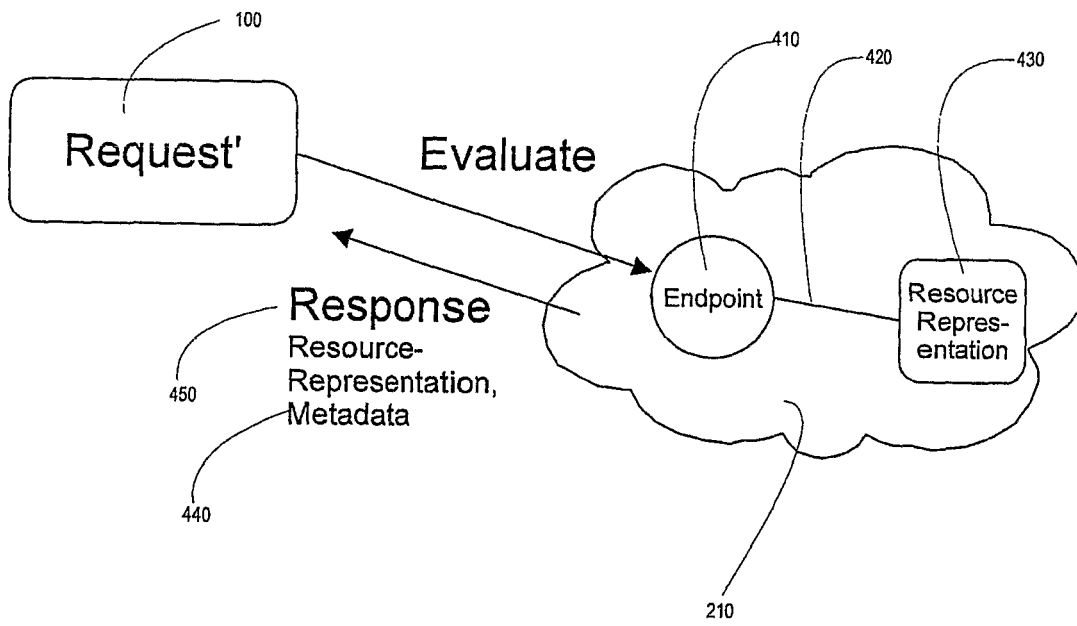 100
410
420
430
Request'
Evaluate
Endpoint
Resource
Repres-
entation
Response
Resource-
Representation,
Metadata
450
440
210